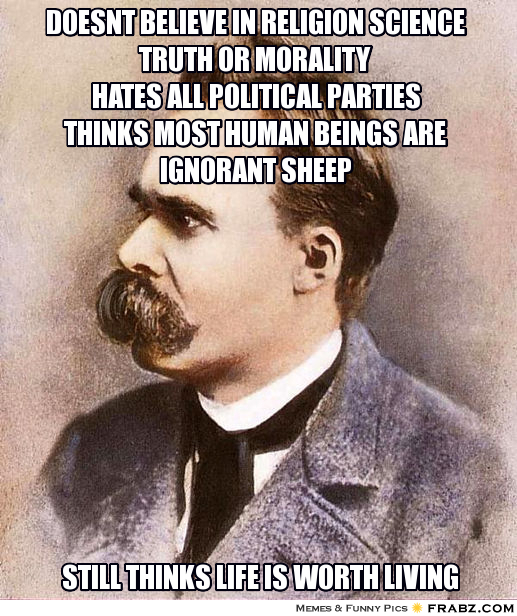 DOESNT BELIEVE IN RELIGION SCIENCE
TRUTH OR MORALITY
HATES ALL POLITICAL PARTIES
THINKS MOST HUMAN BEINGS ARE
IGNORANT SHEEP
STILL THINKS LIFE IS WORTH LIVING
MEMES & FUNNY PICS FRABZ.COM